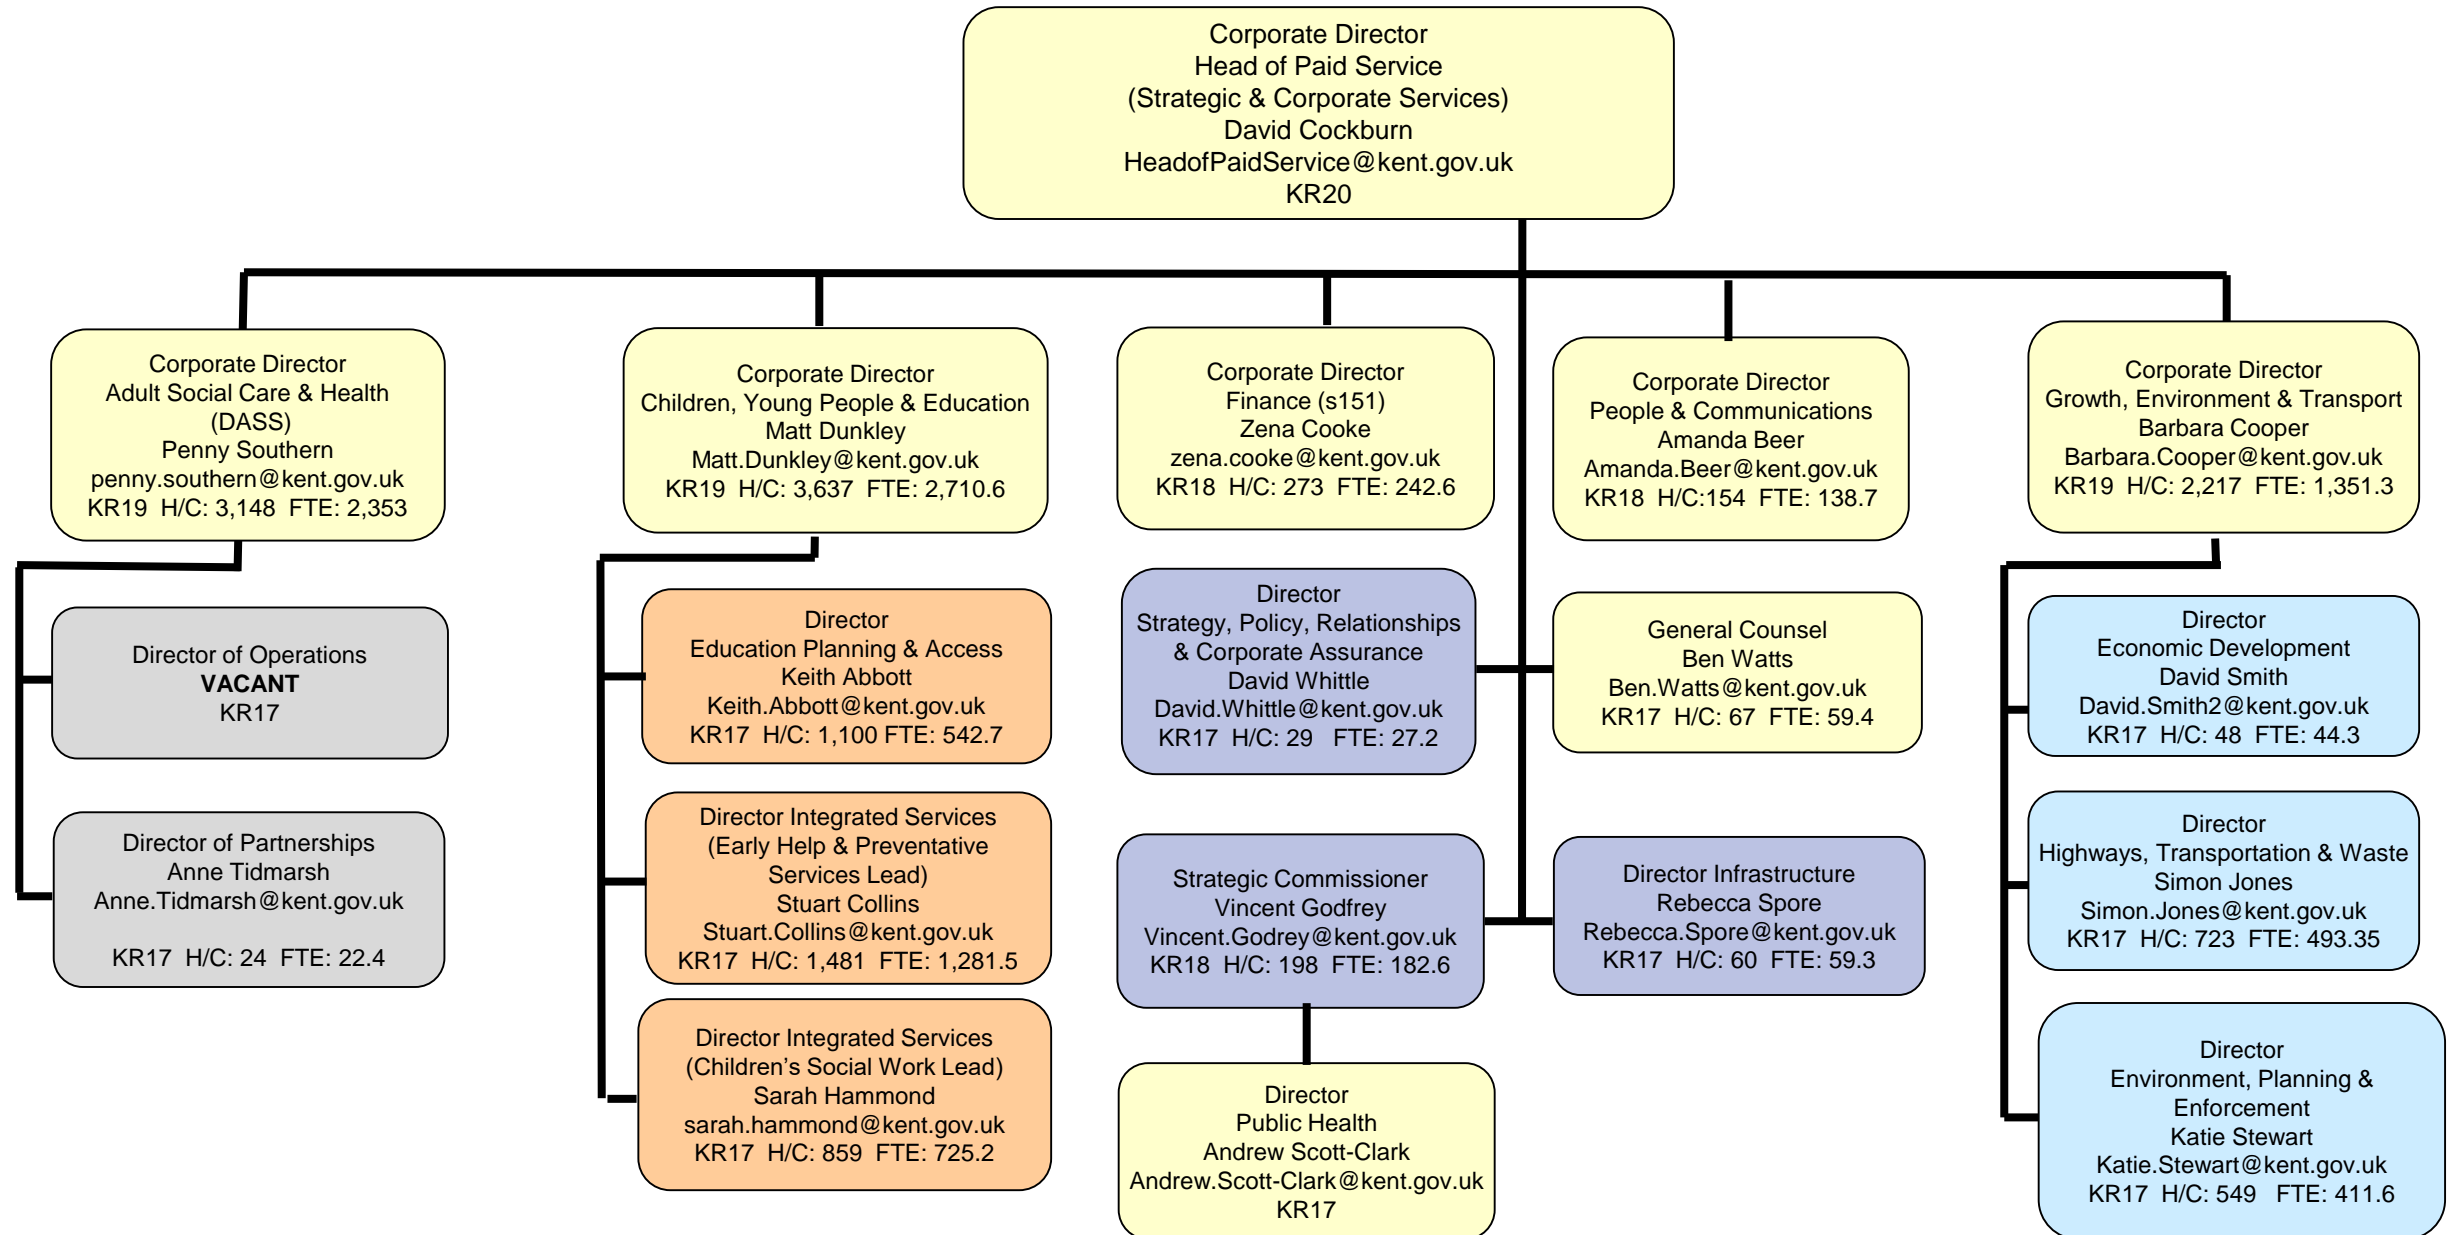 Corporate Director
Head of Paid Service
(Strategic & Corporate Services)
David Cockburn
HeadofPaidService@kent.gov.uk
KR20
Corporate Director
Adult Social Care & Health
(DASS)
Penny Southern
penny.southern@kent.gov.uk
KR19 H/C: 3,148 FTE: 2,353
Corporate Director
Children, Young People & Education
Matt Dunkley
Matt.Dunkley@kent.gov.uk
KR19 H/C: 3,637 FTE: 2,710.6
Corporate Director
Finance (s151)
Zena Cooke
zena.cooke@kent.gov.uk
KR18 H/C: 273 FTE: 242.6
Corporate Director
People & Communications
Amanda Beer
Amanda.Beer@kent.gov.uk
KR18 H/C:154 FTE: 138.7
Corporate Director
Growth, Environment & Transport
Barbara Cooper
Barbara.Cooper@kent.gov.uk
KR19 H/C: 2,217 FTE: 1,351.3
Director of Operations
VACANT
KR17
Director of Partnerships
Anne Tidmarsh
Anne.Tidmarsh@kent.gov.uk
KR17 H/C: 24 FTE: 22.4
Director
Education Planning & Access
Keith Abbott
Keith.Abbott@kent.gov.uk
KR17 H/C: 1,100 FTE: 542.7
Director Integrated Services
(Early Help & Preventative
Services Lead)
Stuart Collins
Stuart.Collins@kent.gov.uk
KR17 H/C: 1,481 FTE: 1,281.5
Director Integrated Services
(Children's Social Work Lead)
Sarah Hammond
sarah.hammond@kent.gov.uk
KR17 H/C: 859 FTE: 725.2
Director
Strategy, Policy, Relationships
& Corporate Assurance
David Whittle
David.Whittle@kent.gov.uk
KR17 H/C: 29 FTE: 27.2
General Counsel
Ben Watts
Ben.Watts@kent.gov.uk
KR17 H/C: 67 FTE: 59.4
Strategic Commissioner
Vincent Godfrey
Vincent.Godrey@kent.gov.uk
KR18 H/C: 198 FTE: 182.6
Director Infrastructure
Rebecca Spore
Rebecca.Spore@kent.gov.uk
KR17 H/C: 60 FTE: 59.3
Director
Public Health
Andrew Scott-Clark
Andrew.Scott-Clark@kent.gov.uk
KR17
Director
Economic Development
David Smith
David.Smith2@kent.gov.uk
KR17 H/C: 48 FTE: 44.3
Director
Highways, Transportation & Waste
Simon Jones
Simon.Jones@kent.gov.uk
KR17 H/C: 723 FTE: 493.35
Director
Environment, Planning &
Enforcement
Katie Stewart
Katie.Stewart@kent.gov.uk
KR17 H/C: 549 FTE: 411.6